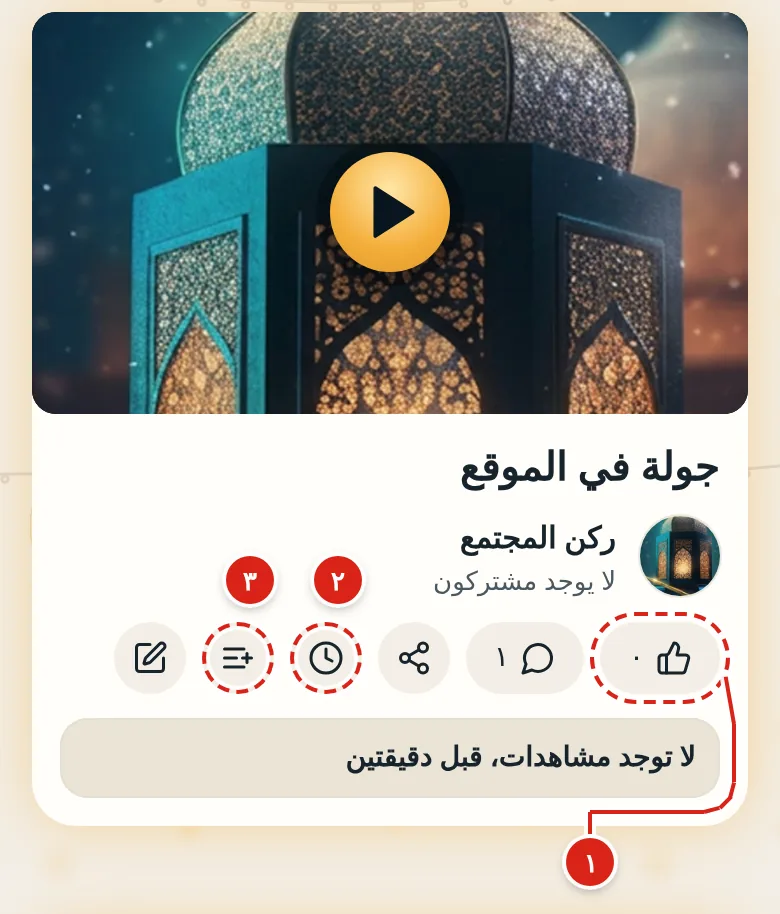 جولة في الموقع
ركن المجتمع
لا يوجد مشتركون
٣ ٢
٠ ١
لا توجد مشاهدات، قبل دقيقتين
١